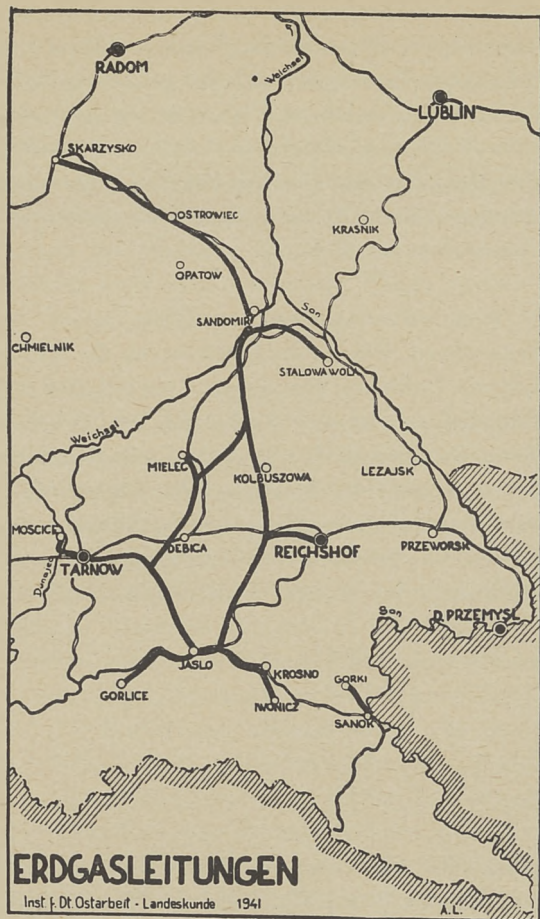 RADOM
Weichsel
LUBLIN
SKARZYSKO
OSTROWIEC
KRASNIK
OPATOW
San
SANDOMIR
CHMIELNIK
STALOWA WOLA
Weichsel
MIELEC
KOLBUSZOWA
LEZAJSK
MOSCICE
DEBICA
REICHSHOF
PRZEWORSK
TARNOW
Dunajec
San
D. PRZEMYSL
JASLO
KROSNO
GORKI
GORLICE
IWONICZ
SANOK
ERDGASLEITUNGEN
Inst f. Dt. Ostarbeit - Landeskunde 1941
A.L.